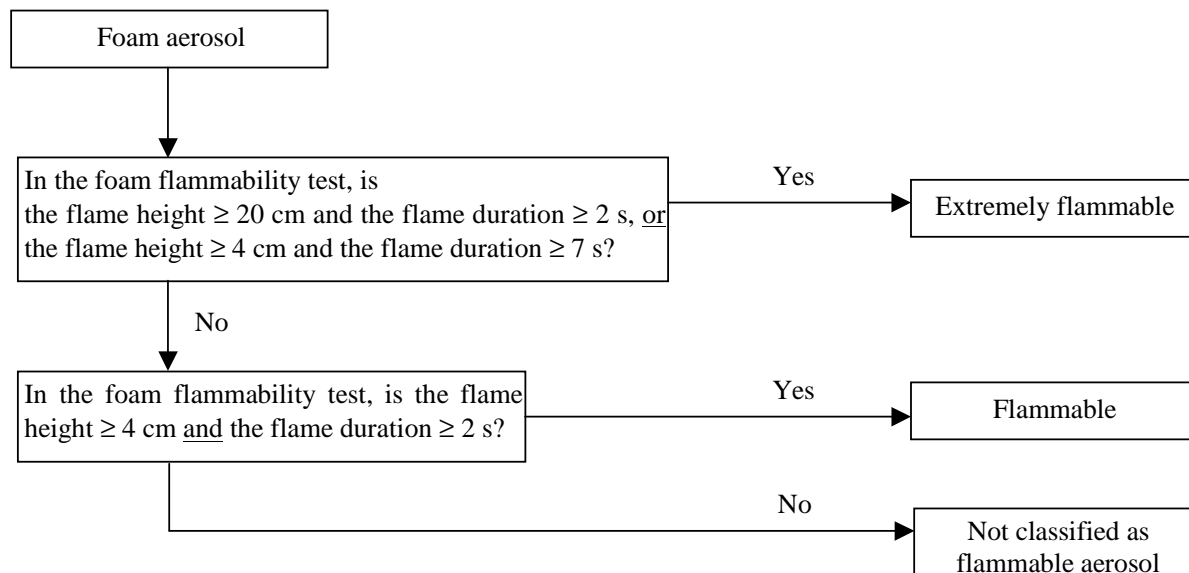 Foam aerosol
In the foam flammability test, is
the flame height ≥ 20 cm and the flame duration ≥ 2 s, or
the flame height ≥ 4 cm and the flame duration ≥ 7 s?
Yes
Extremely flammable
No
In the foam flammability test, is the flame
height ≥ 4 cm and the flame duration ≥ 2 s?
Yes
Flammable
No
Not classified as
flammable aerosol